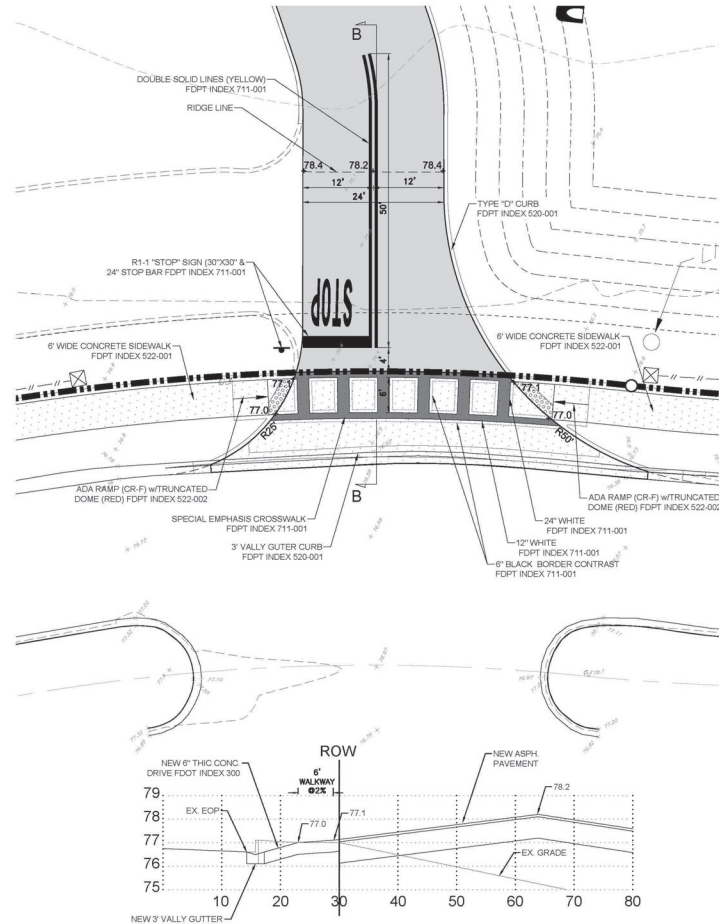 B
DOUBLE SOLID LINES (YELLOW)
FDPT INDEX 711-001
RIDGE LINE
78.4
78.2
78.4
12'
12'
24'
50'
TYPE "D" CURB
FDPT INDEX 520-001
R1-1 "STOP" SIGN (30"X30" &
24" STOP BAR FDPT INDEX 711-001
STOP
6' WIDE CONCRETE SIDEWALK
FDPT INDEX 522-001
6' WIDE CONCRETE SIDEWALK
FDPT INDEX 522-001
4'
77.1
77.1
6'
77.0
77.0
R25'
R50'
ADA RAMP (CR-F) w/TRUNCATED
DOME (RED) FDPT INDEX 522-002
ADA RAMP (CR-F) w/TRUNCATED
DOME (RED) FDPT INDEX 522-002
B
SPECIAL EMPHASIS CROSSWALK
FDPT INDEX 711-001
24" WHITE
FDPT INDEX 711-001
3' VALLY GUTER CURB
FDPT INDEX 520-001
12" WHITE
FDPT INDEX 711-001
6" BLACK BORDER CONTRAST
FDPT INDEX 711-001
ROW
NEW 6" THIC CONC.
DRIVE FDOT INDEX 300
6'
WALKWAY
@2%
NEW ASPH.
PAVEMENT
79
78.2
EX. EOP
78
77.0
77.1
77
76
EX. GRADE
75
10
20
30
40
50
60
70
80
NEW 3' VALLY GUTTER